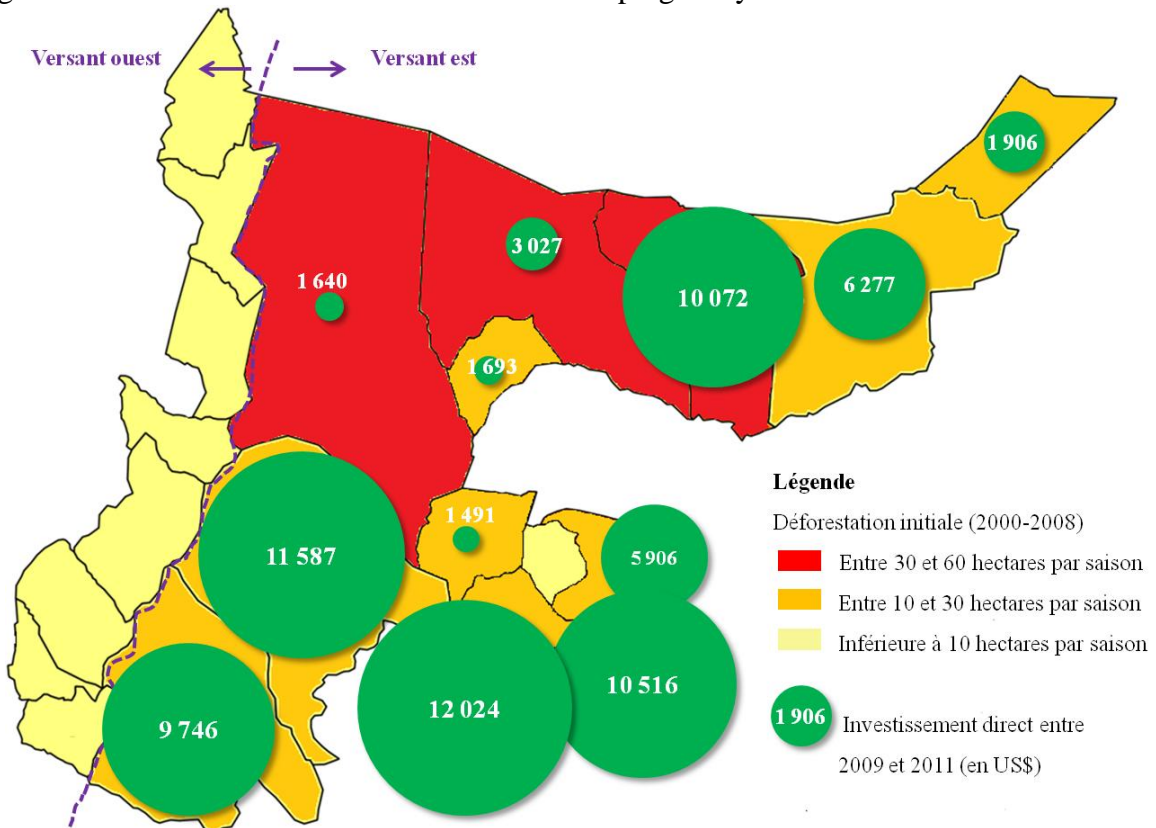 Versant ouest
Versant est
1 906
3 027
1 640
10 072
6 277
1 693
Légende
Déforestation initiale (2000-2008)
1 491
11 587
5 906
Entre 30 et 60 hectares par saison
Entre 10 et 30 hectares par saison
Inférieure à 10 hectares par saison
10 516
12 024
9 746
1 906
Investissement direct entre
2009 et 2011 (en US$)